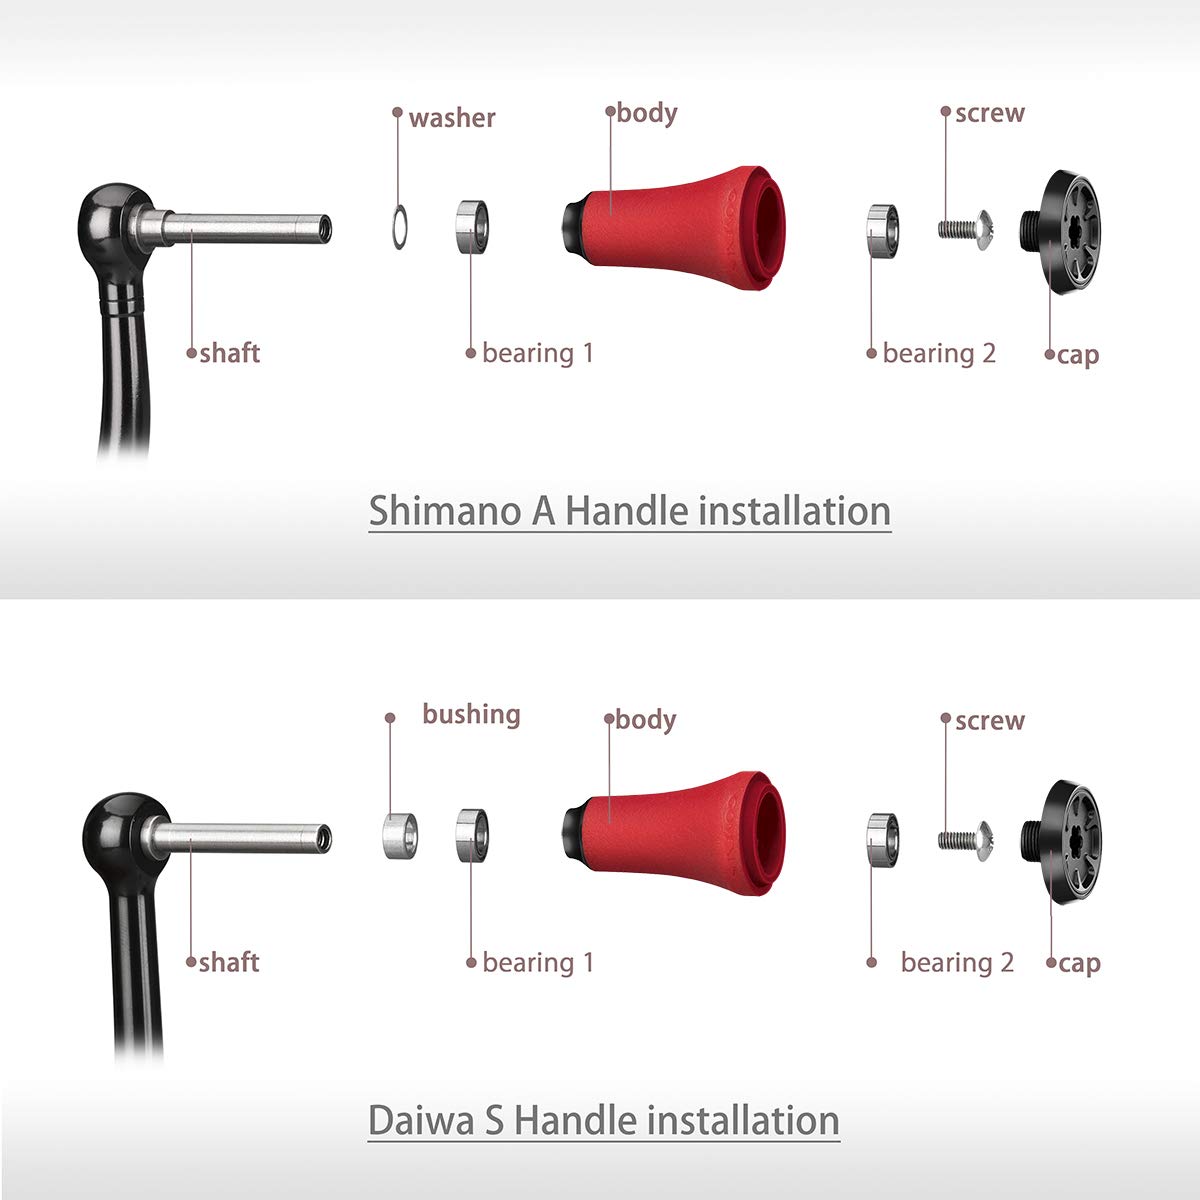 washer
body
screw
shaft
bearing 1
bearing 2
cap
Shimano A Handle installation
bushing
body
screw
shaft
bearing 1
bearing 2
cap
Daiwa S Handle installation